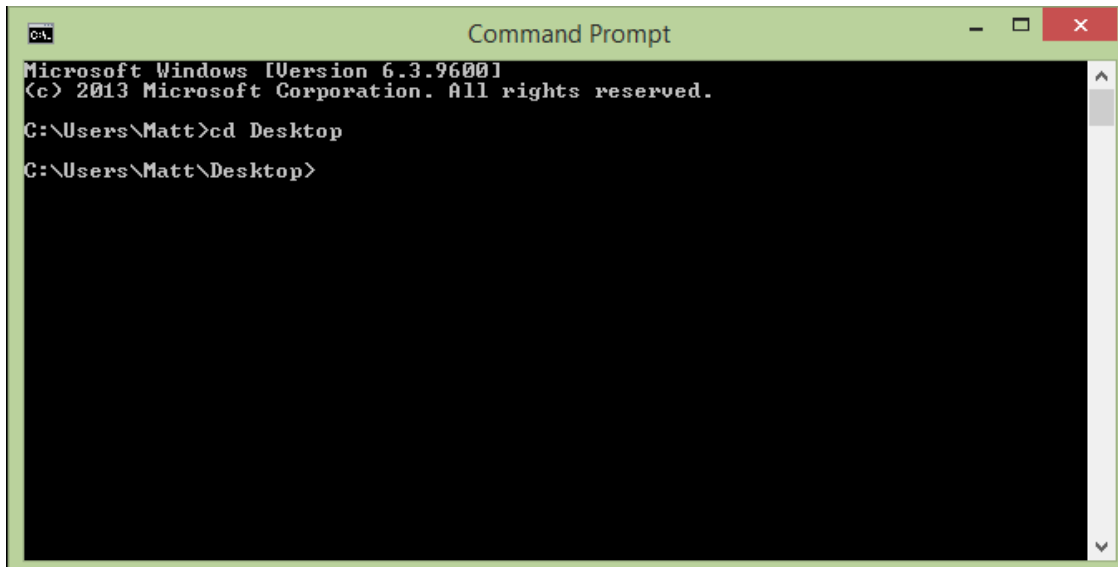 C:\.
Command Prompt
Microsoft Windows [Version 6.3.9600]
(c) 2013 Microsoft Corporation. All rights reserved.
C:\Users\Matt>cd Desktop
C:\Users\Matt\Desktop>